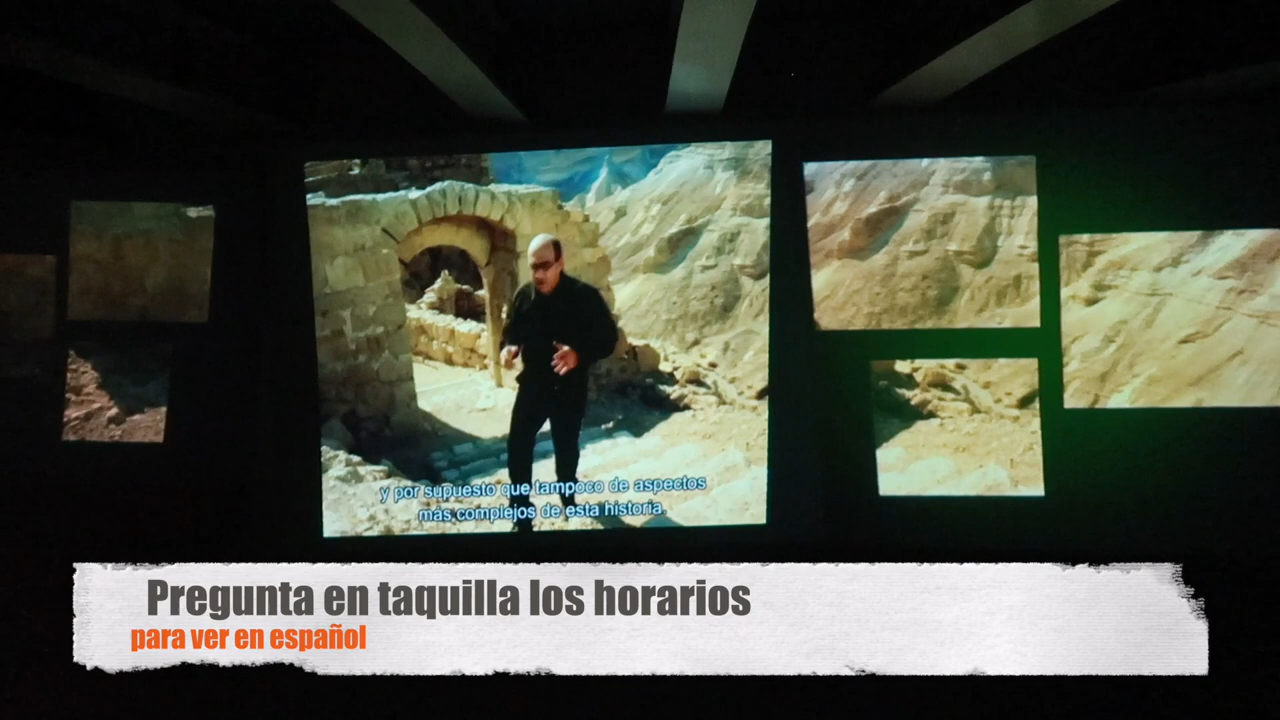 y por supuesto que tampoco de aspectos
más complejos de esta historia.
Pregunta en taquilla los horarios
para ver en español